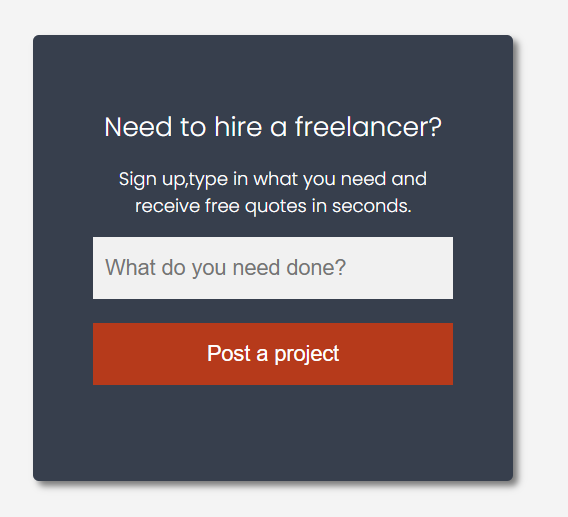 Need to hire a freelancer?
Sign up,type in what you need and
receive free quotes in seconds.
What do you need done?
Post a project